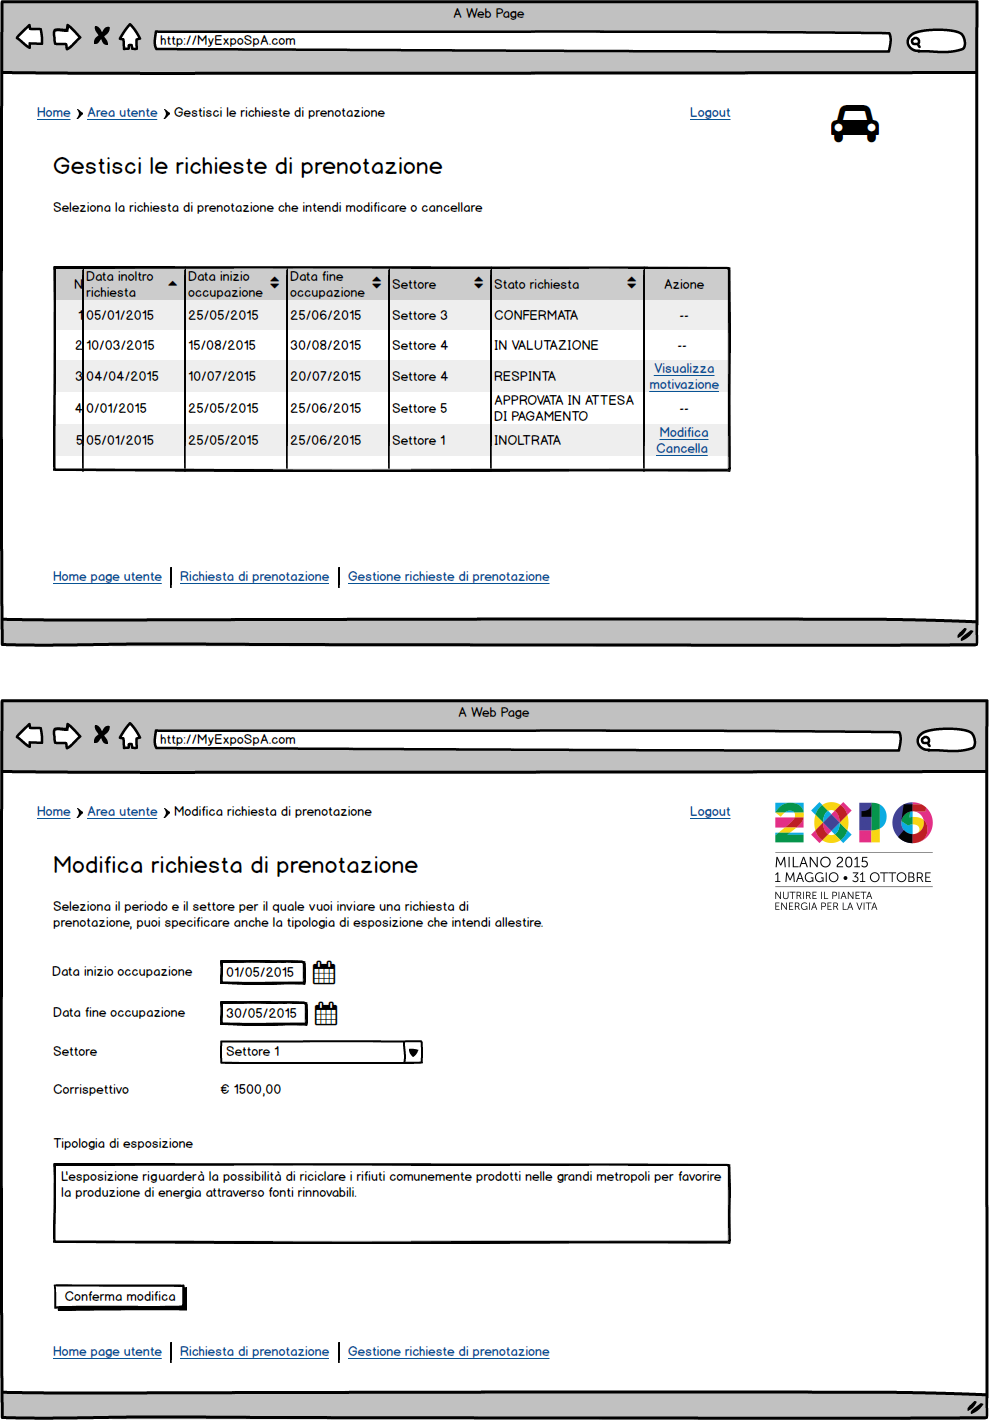 A Web Page
http://MyExpoSpA.com
Home > Area utente > Gestisci le richieste di prenotazione
Logout
Gestisci le richieste di prenotazione
Seleziona la richiesta di prenotazione che intendi modificare o cancellare
N Data inoltro richiesta Data inizio occupazione Data fine occupazione Settore Stato richiesta Azione
1 05/01/2015 25/05/2015 25/06/2015 Settore 3 CONFERMATA --
2 10/03/2015 15/08/2015 30/08/2015 Settore 4 IN VALUTAZIONE --
3 04/04/2015 10/07/2015 20/07/2015 Settore 4 RESPINTA Visualizza motivazione
4 0/01/2015 25/05/2015 25/06/2015 Settore 5 APPROVATA IN ATTESA DI PAGAMENTO --
5 05/01/2015 25/05/2015 25/06/2015 Settore 1 INOLTRATA Modifica Cancella
Home page utente | Richiesta di prenotazione | Gestione richieste di prenotazione
A Web Page
http://MyExpoSpA.com
Home > Area utente > Modifica richiesta di prenotazione
Logout
EXPO
MILANO 2015
1 MAGGIO • 31 OTTOBRE
NUTRIRE IL PIANETA
ENERGIA PER LA VITA
Modifica richiesta di prenotazione
Seleziona il periodo e il settore per il quale vuoi inviare una richiesta di
prenotazione, puoi specificare anche la tipologia di esposizione che intendi allestire.
Data inizio occupazione 01/05/2015
Data fine occupazione 30/05/2015
Settore Settore 1
Corrispettivo € 1500,00
Tipologia di esposizione
L'esposizione riguarderà la possibilità di riciclare i rifiuti comunemente prodotti nelle grandi metropoli per favorire
la produzione di energia attraverso fonti rinnovabili.
Conferma modifica
Home page utente | Richiesta di prenotazione | Gestione richieste di prenotazione